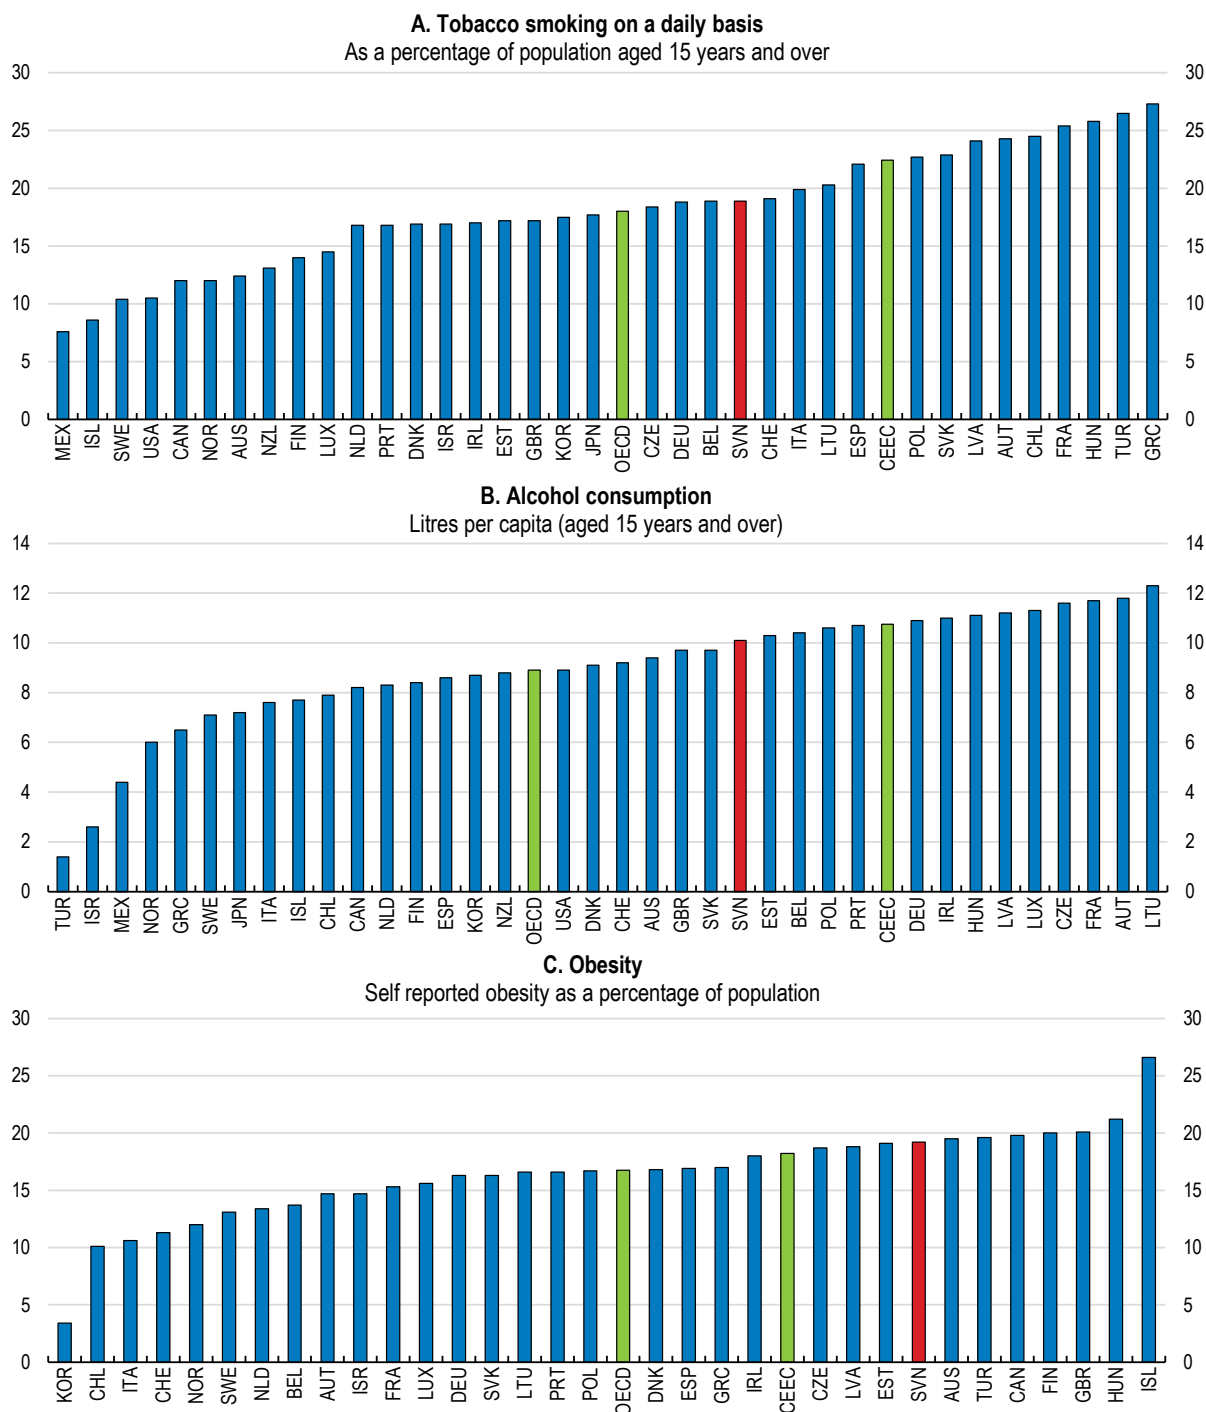 A. Tobacco smoking on a daily basis
As a percentage of population aged 15 years and over
30 30
25 25
20 20
15 15
10 10
5 5
0 0
MEX ISL SWE USA CAN NOR AUS NZL FIN LUX NLD PRT DNK ISR IRL EST GBR KOR JPN OECD CZE DEU BEL SVN CHE ITA LTU ESP CEEC POL SVK LVA AUT CHL FRA HUN TUR GRC
B. Alcohol consumption
Litres per capita (aged 15 years and over)
14 14
12 12
10 10
8 8
6 6
4 4
2 2
0 0
TUR ISR MEX NOR GRC SWE JPN ITA ISL CHL CAN NLD FIN ESP KOR NZL OECD USA DNK CHE AUS GBR SVK SVN EST BEL POL PRT CEEC DEU IRL HUN LVA LUX CZE FRA AUT LTU
C. Obesity
Self reported obesity as a percentage of population
30 30
25 25
20 20
15 15
10 10
5 5
0 0
KOR CHL ITA CHE NOR SWE NLD BEL AUT ISR FRA LUX DEU SVK LTU PRT POL OECD DNK ESP GRC IRL CEEC CZE LVA EST SVN AUS TUR CAN FIN GBR HUN ISL